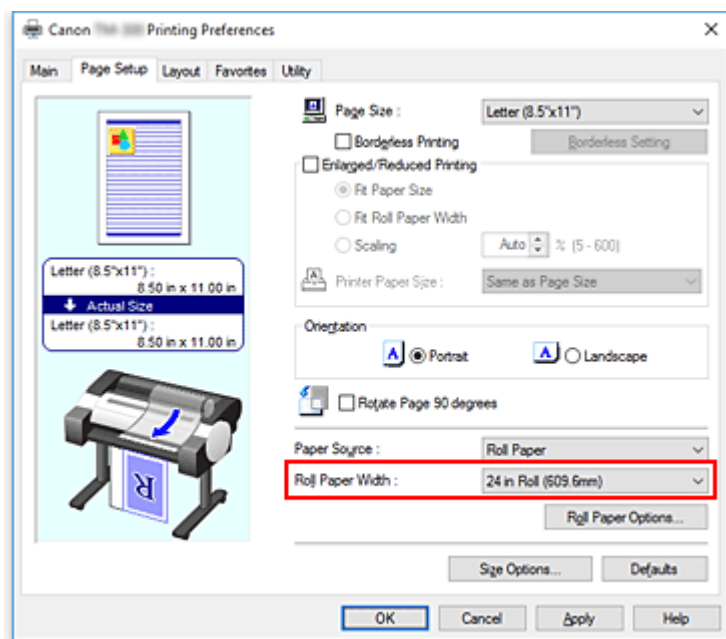 Canon Printing Preferences
Main Page Setup Layout Favorites Utility
Page Size : Letter (8.5"x11")
Borderless Printing Borderless Setting
Enlarged/Reduced Printing
Fit Paper Size
Fit Roll Paper Width
Scaling Auto % (5 - 600)
Printer Paper Size : Same as Page Size
Letter (8.5"x11") :
8.50 in x 11.00 in
Actual Size
Letter (8.5"x11") :
8.50 in x 11.00 in
Orientation
A Portrait A Landscape
Rotate Page 90 degrees
Paper Source : Roll Paper
Roll Paper Width : 24 in Roll (609.6mm)
R
Roll Paper Options...
Size Options... Defaults
OK Cancel Apply Help